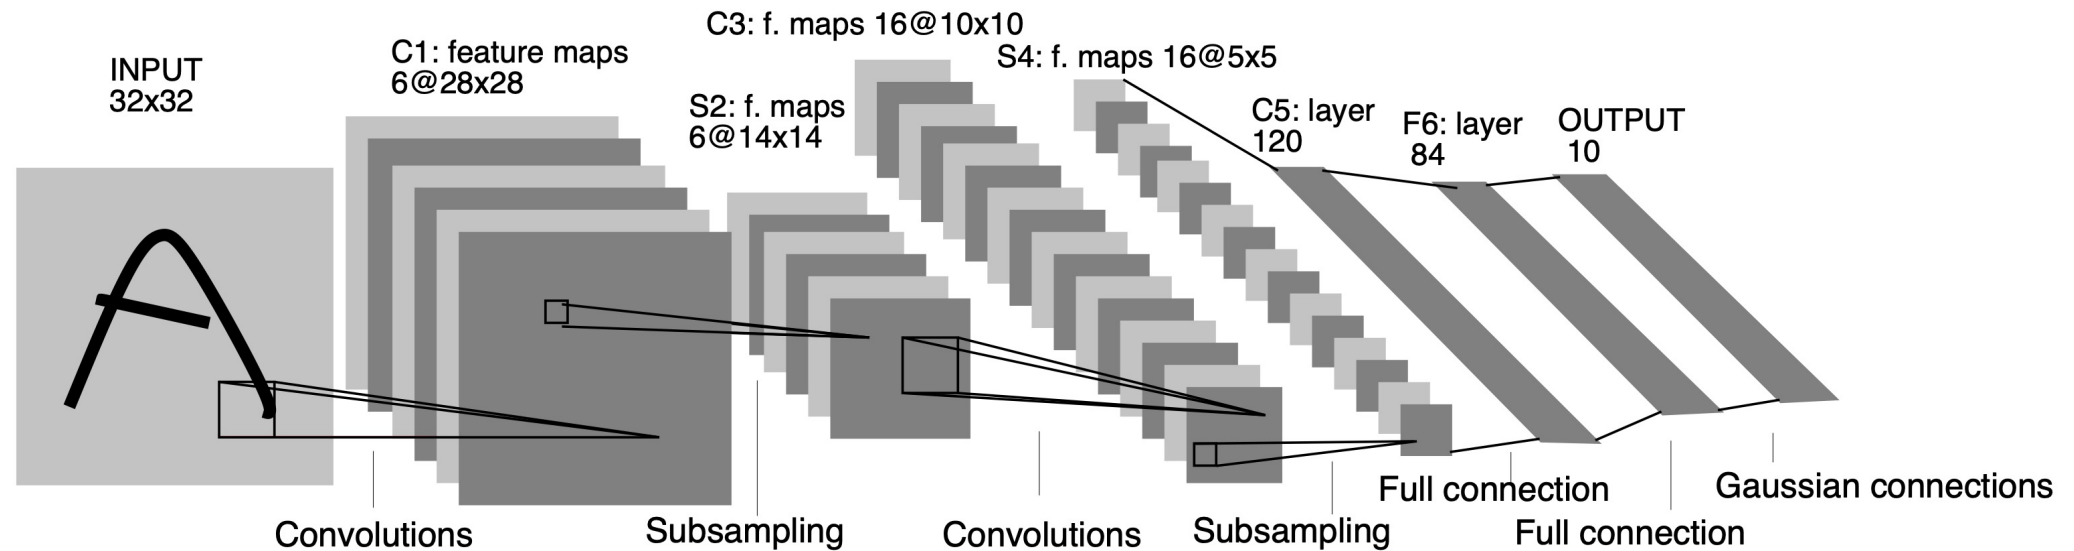 INPUT
32x32
C1: feature maps
6@28x28
S2: f. maps
6@14x14
C3: f. maps 16@10x10
S4: f. maps 16@5x5
C5: layer
120
F6: layer
84
OUTPUT
10
Convolutions
Subsampling
Convolutions
Subsampling
Full connection
Full connection
Gaussian connections